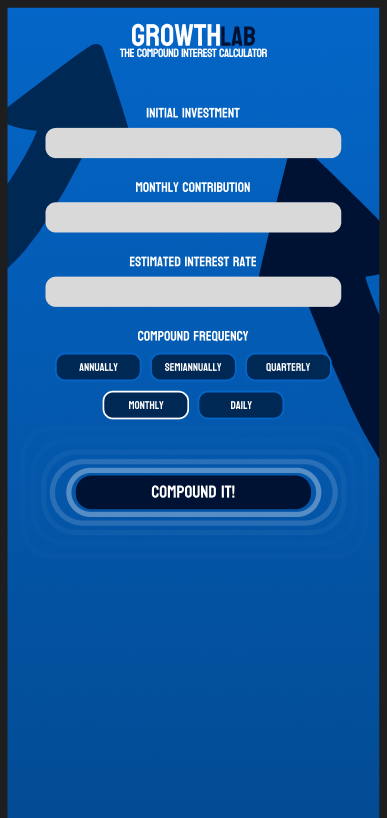 GROWTHLAB
THE COMPOUND INTEREST CALCULATOR
INITIAL INVESTMENT
MONTHLY CONTRIBUTION
ESTIMATED INTEREST RATE
COMPOUND FREQUENCY
ANNUALLY SEMIANNUALLY QUARTERLY
MONTHLY DAILY
COMPOUND IT!